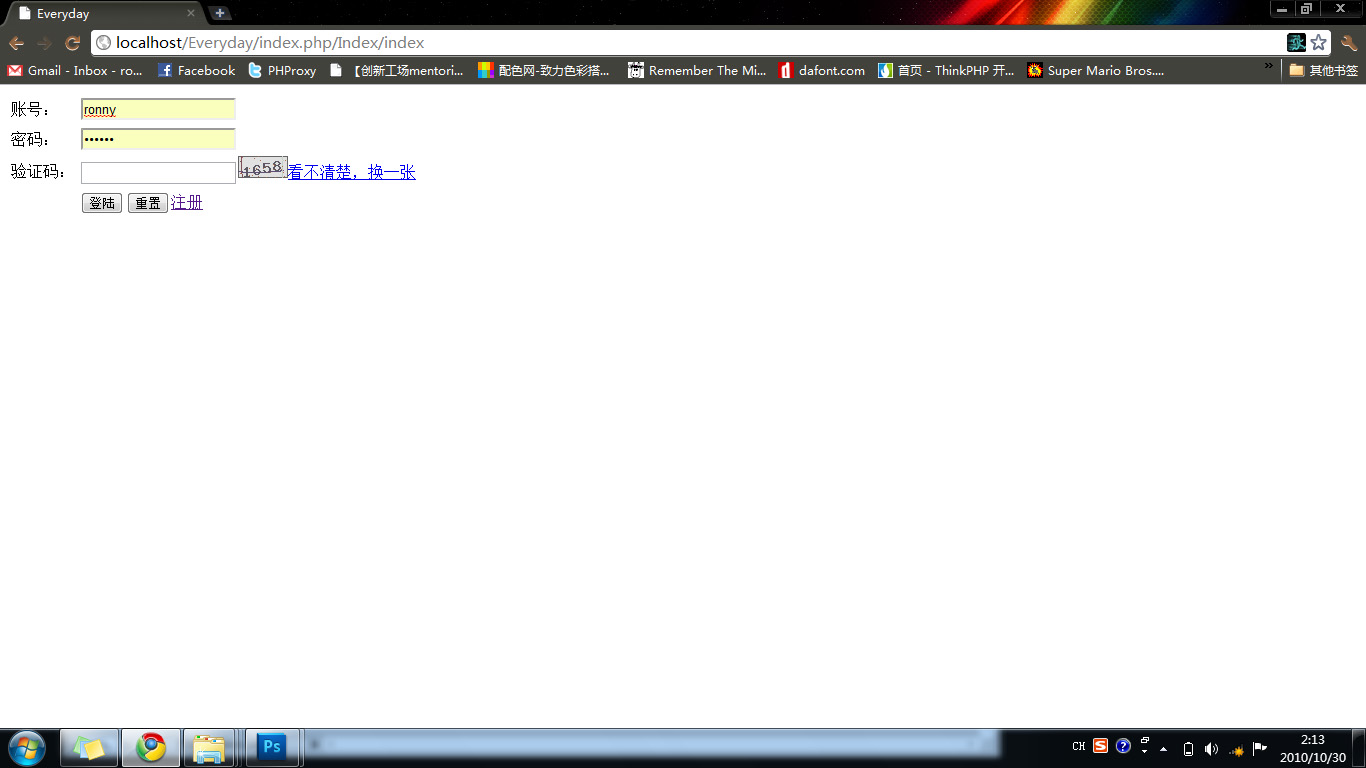 Everyday
localhost/Everyday/index.php/Index/index
Gmail - Inbox - ro... Facebook PHProxy 【创新工场mentori... 配色网-致力色彩搭... Remember The Mi... dafont.com 首页 - ThinkPHP 开... Super Mario Bros.... » 其他书签
账号： ronny
密码： ••••••
验证码： 1658 看不清楚，换一张
登陆 重置 注册
Ps CH S ? 2:13
2010/10/30